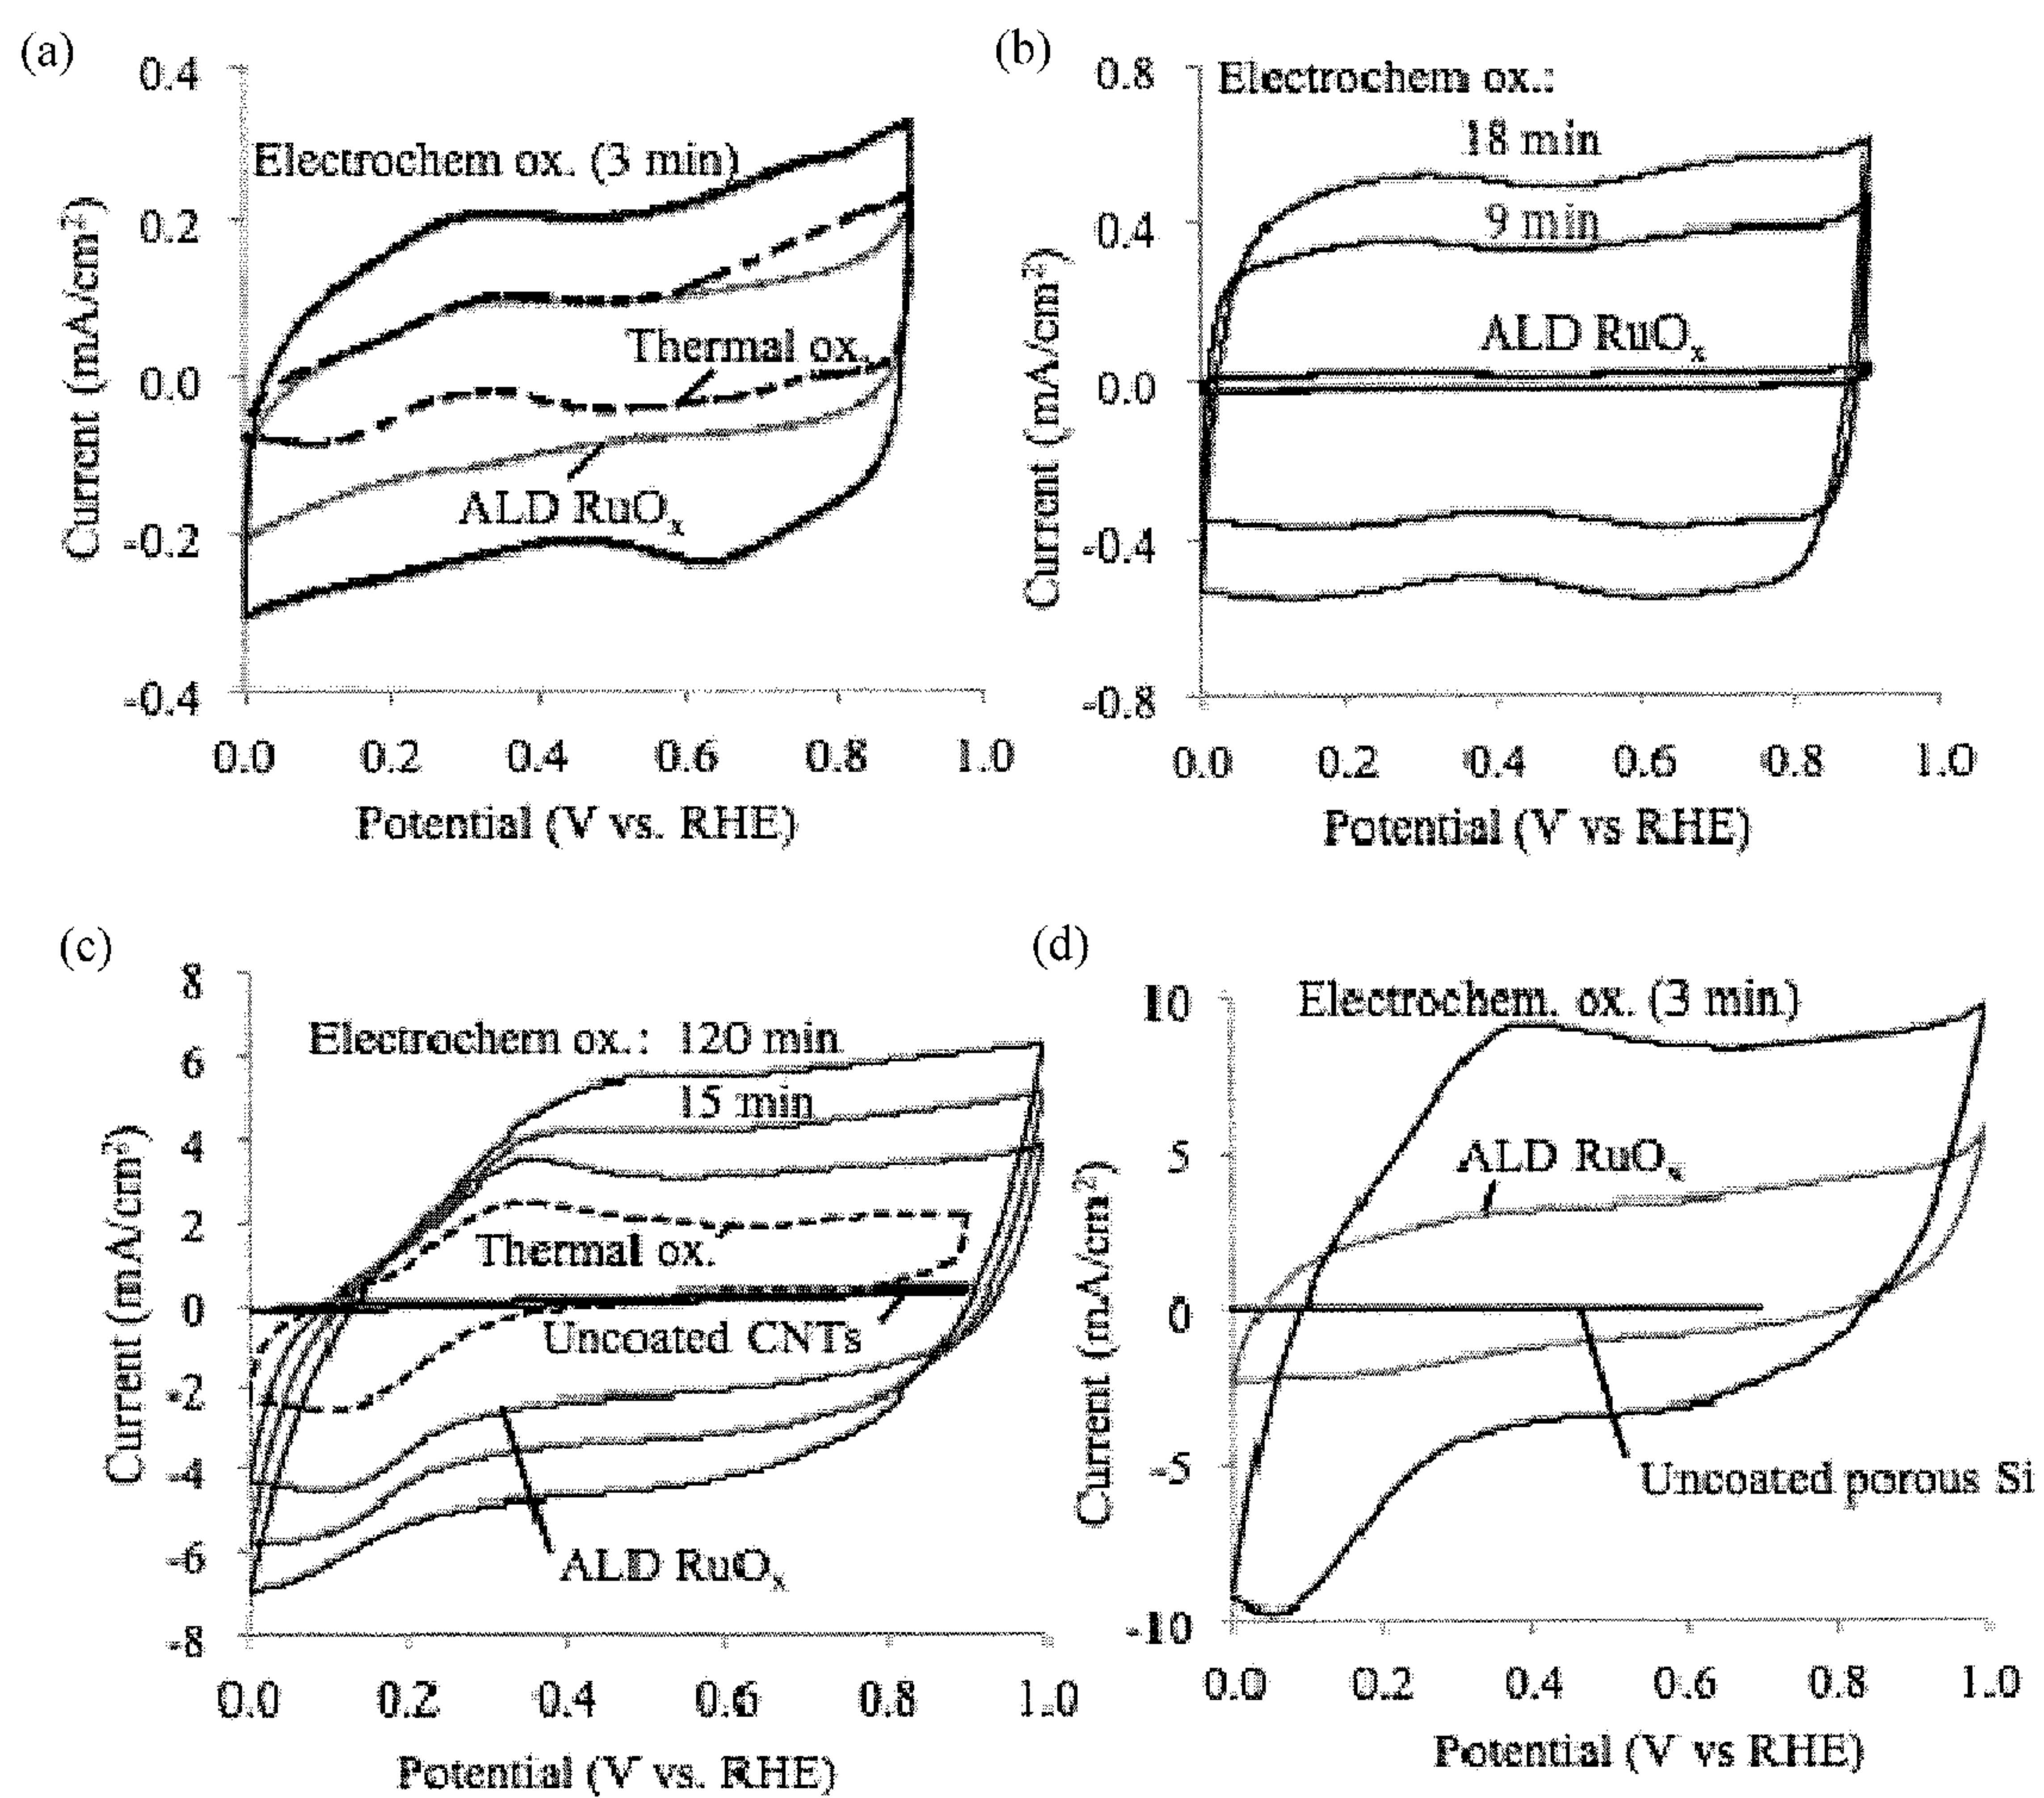 (a)
0.4
0.2
0.0
-0.2
-0.4
Current (mA/cm²)
Electrochem ox. (3 min)
Thermal ox.
ALD RuOₓ
0.0 0.2 0.4 0.6 0.8 1.0
Potential (V vs. RHE)
(b)
0.8
0.4
0.0
-0.4
-0.8
Current (mA/cm²)
Electrochem ox.:
18 min
9 min
ALD RuOₓ
0.0 0.2 0.4 0.6 0.8 1.0
Potential (V vs RHE)
(c)
8
6
4
2
0
-2
-4
-6
-8
Current (mA/cm²)
Electrochem ox.: 120 min
15 min
Thermal ox.
Uncoated CNTs
ALD RuOₓ
0.0 0.2 0.4 0.6 0.8 1.0
Potential (V vs. RHE)
(d)
10
5
0
-5
-10
Current (mA/cm²)
Electrochem. ox. (3 min)
ALD RuOₓ
Uncoated porous Si
0.0 0.2 0.4 0.6 0.8 1.0
Potential (V vs RHE)